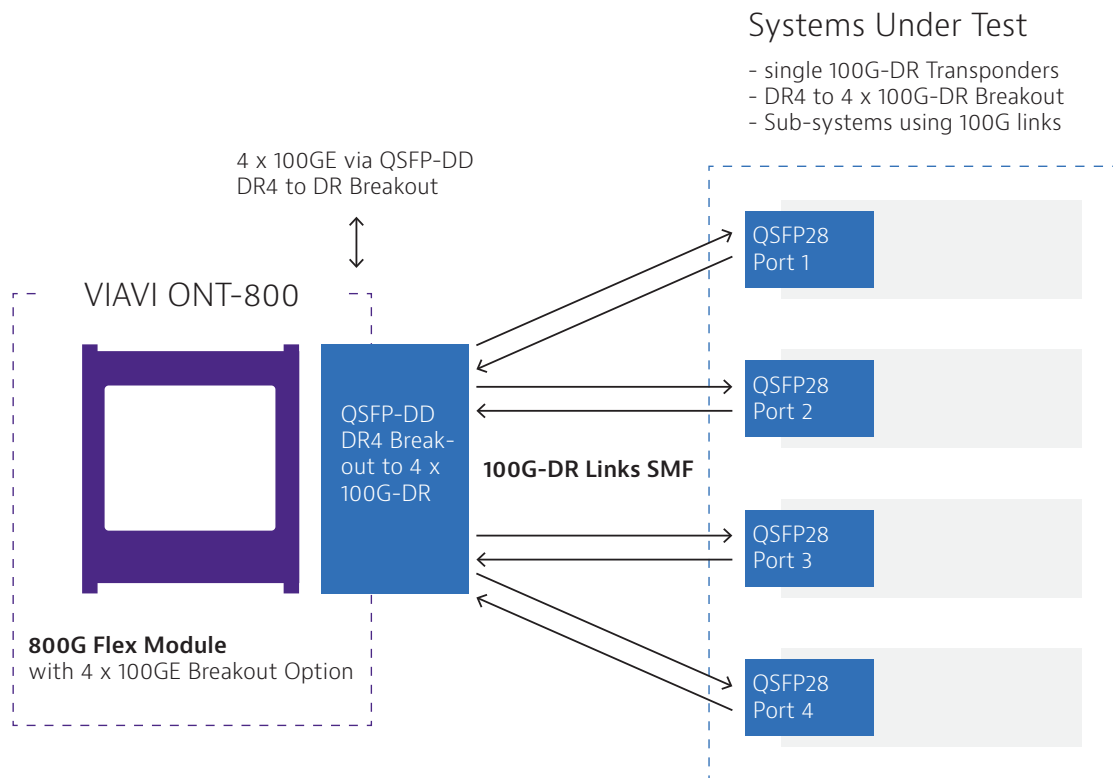 Systems Under Test
- single 100G-DR Transponders
- DR4 to 4 x 100G-DR Breakout
- Sub-systems using 100G links
4 x 100GE via QSFP-DD
DR4 to DR Breakout
VIAVI ONT-800
QSFP-DD
DR4 Break-
out to 4 x
100G-DR
800G Flex Module
with 4 x 100GE Breakout Option
100G-DR Links SMF
QSFP28
Port 1
QSFP28
Port 2
QSFP28
Port 3
QSFP28
Port 4